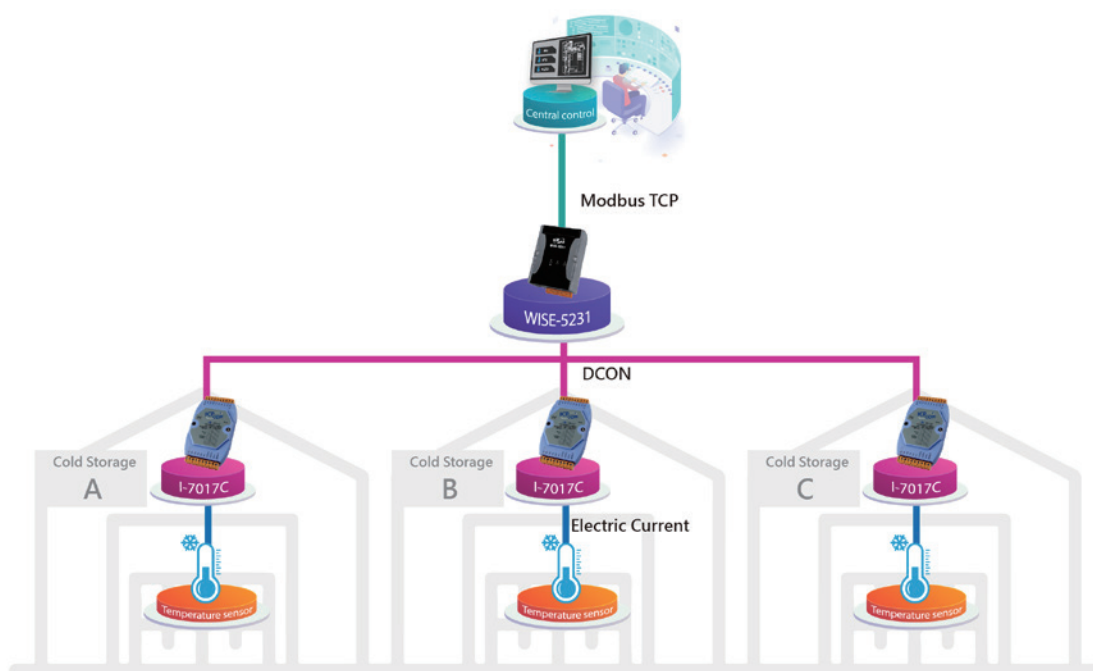 Central control
Modbus TCP
WISE-5231
DCON
Cold Storage
A
I-7017C
Cold Storage
B
I-7017C
Cold Storage
C
I-7017C
Electric Current
Temperature sensor
Temperature sensor
Temperature sensor